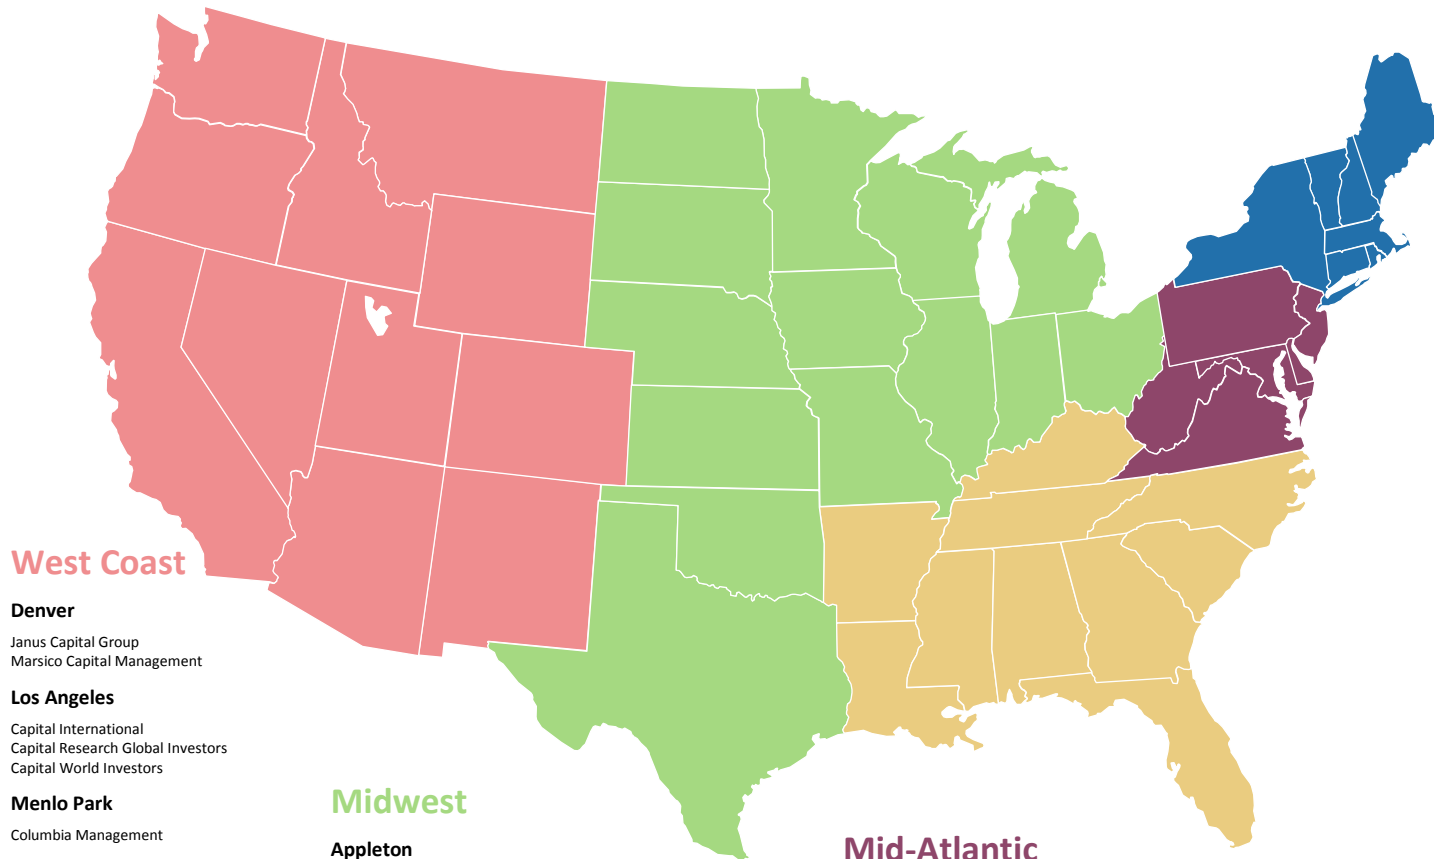 West Coast
Denver
Janus Capital Group
Marsico Capital Management
Los Angeles
Capital International
Capital Research Global Investors
Capital World Investors
Menlo Park
Columbia Management
Midwest
Appleton
Mid-Atlantic